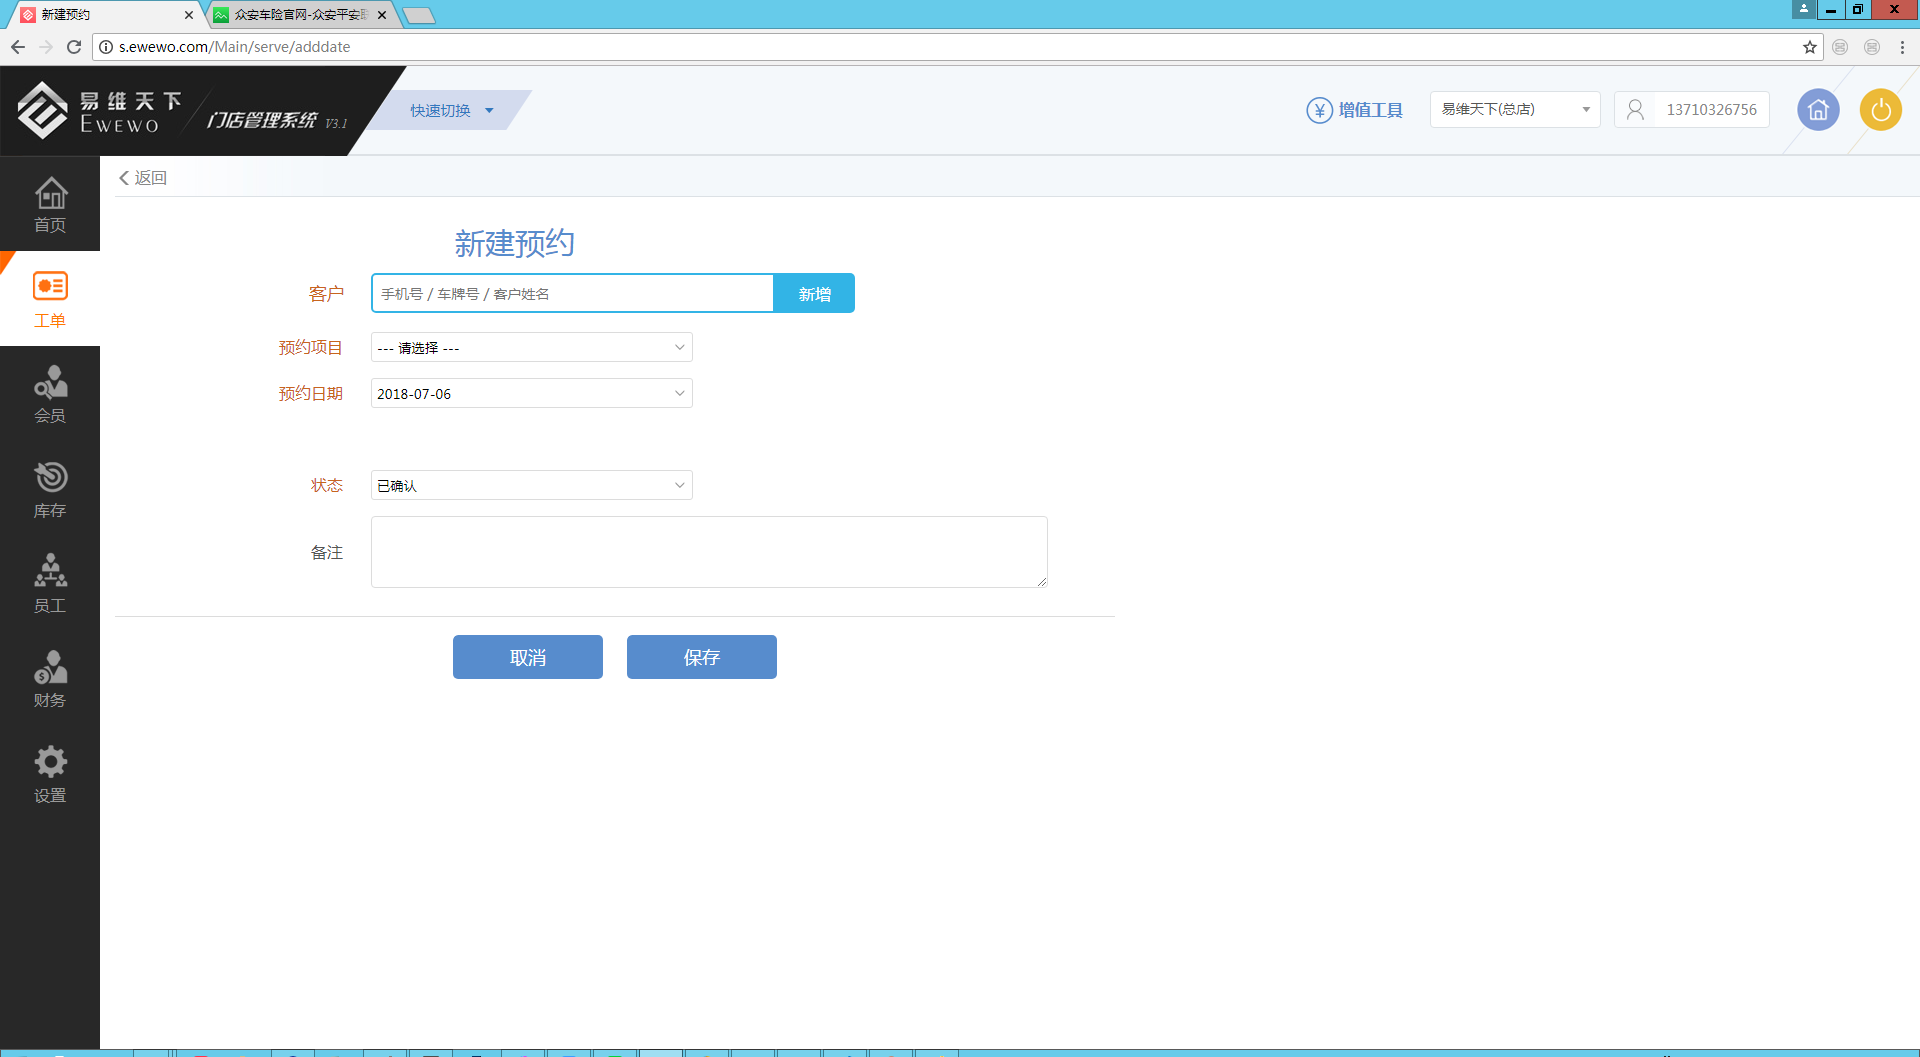 新建预约
众安车险官网-众安平安
s.ewewo.com/Main/serve/adddate
易维天下
EWEWO
门店管理系统 V3.1
快速切换
增值工具
易维天下(总店)
13710326756
返回
首页
工单
会员
库存
员工
财务
设置
新建预约
客户
手机号 / 车牌号 / 客户姓名
新增
预约项目
--- 请选择 ---
预约日期
2018-07-06
状态
已确认
备注
取消
保存